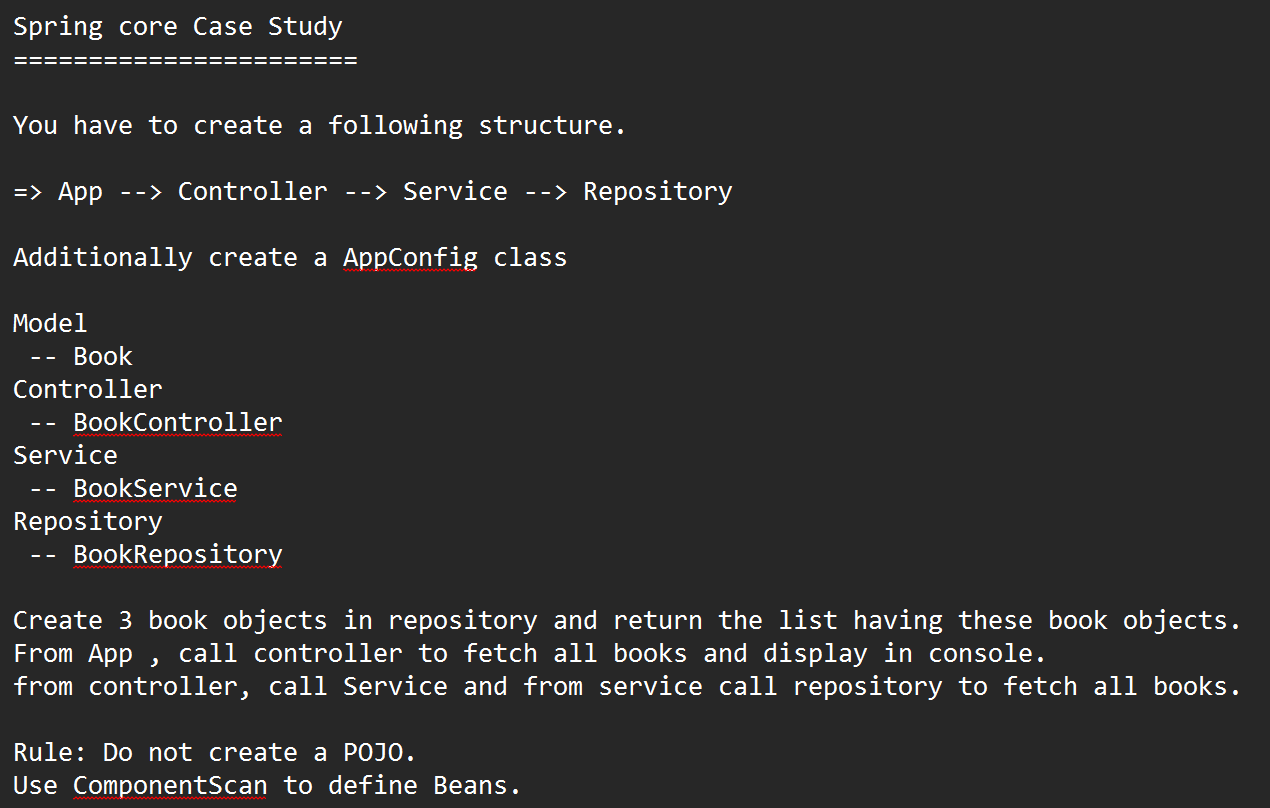 Spring core Case Study
=======================
You have to create a following structure.
=> App --> Controller --> Service --> Repository
Additionally create a AppConfig class
Model
-- Book
Controller
-- BookController
Service
-- BookService
Repository
-- BookRepository
Create 3 book objects in repository and return the list having these book objects.
From App , call controller to fetch all books and display in console.
from controller, call Service and from service call repository to fetch all books.
Rule: Do not create a POJO.
Use ComponentScan to define Beans.